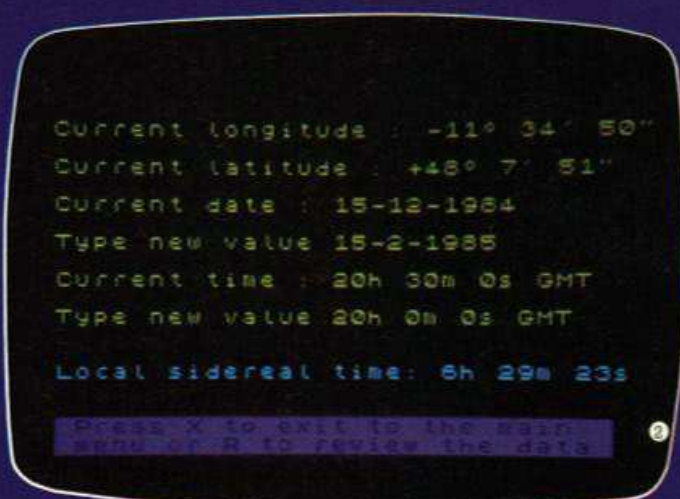 Current longitude : -11° 34' 50"
Current latitude : +48° 7' 51"
Current date : 15-12-1984
Type new value 15-2-1985
Current time : 20h 30m 0s GMT
Type new value 20h 0m 0s GMT
Local sidereal time: 6h 29m 23s
Press X to exit to the main
menu or R to review the data
2